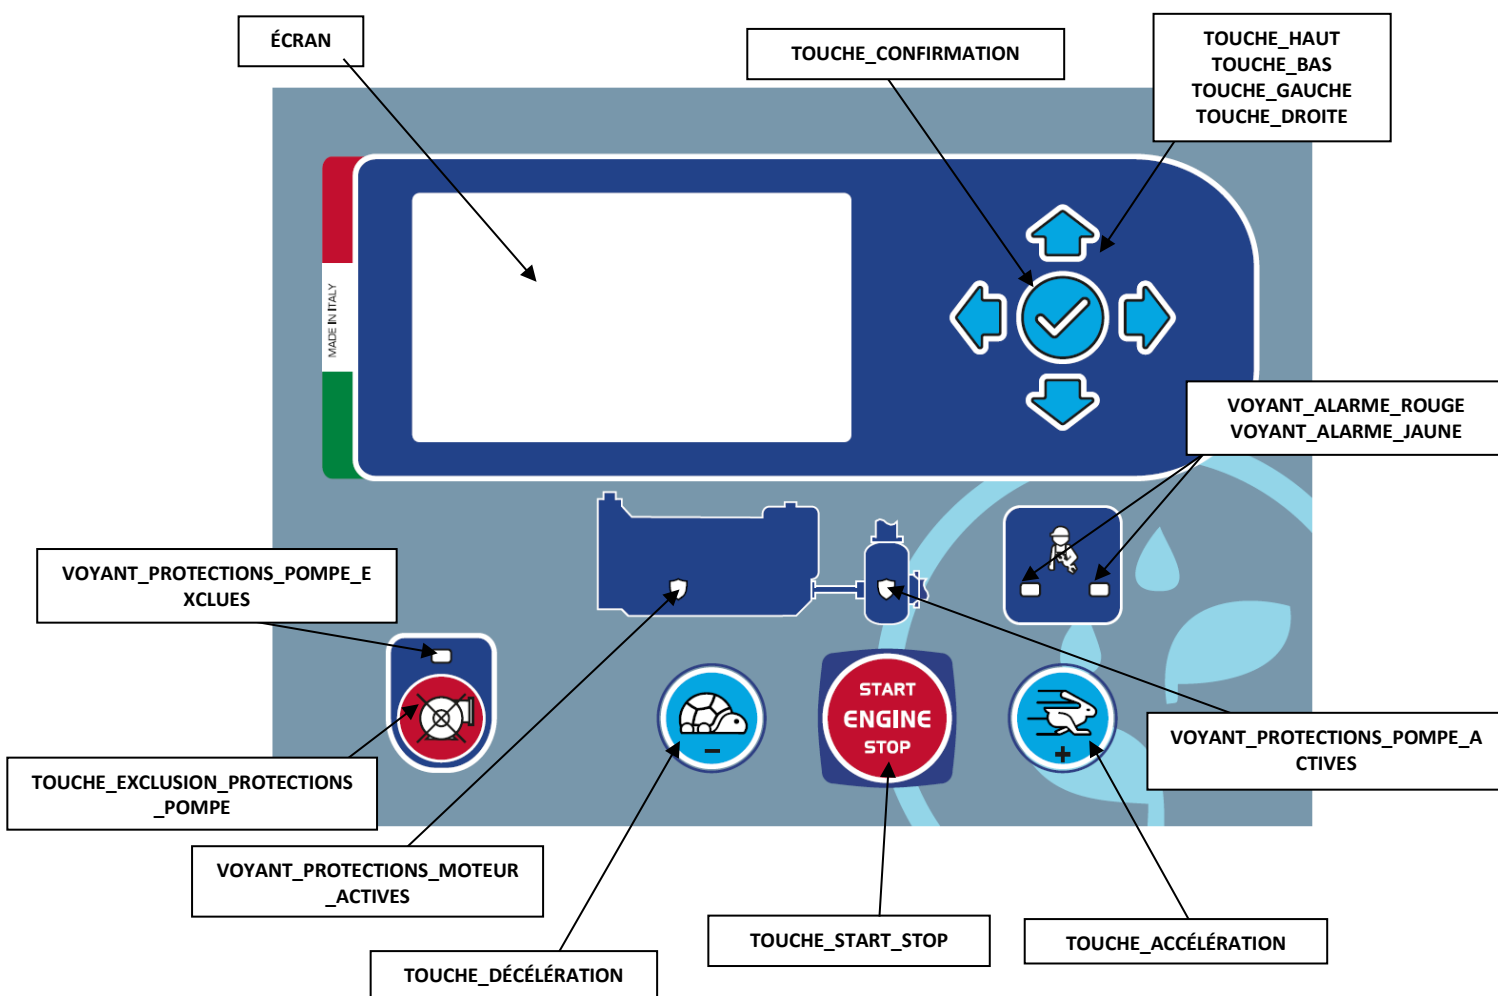 ÉCRAN
TOUCHE_CONFIRMATION
TOUCHE_HAUT
TOUCHE_BAS
TOUCHE_GAUCHE
TOUCHE_DROITE
MADE IN ITALY
VOYANT_ALARME_ROUGE
VOYANT_ALARME_JAUNE
VOYANT_PROTECTIONS_POMPE_E
XCLUES
START
ENGINE
STOP
-
+
VOYANT_PROTECTIONS_POMPE_A
CTIVES
TOUCHE_EXCLUSION_PROTECTIONS
_POMPE
VOYANT_PROTECTIONS_MOTEUR
_ACTIVES
TOUCHE_START_STOP
TOUCHE_ACCÉLÉRATION
TOUCHE_DÉCÉLÉRATION